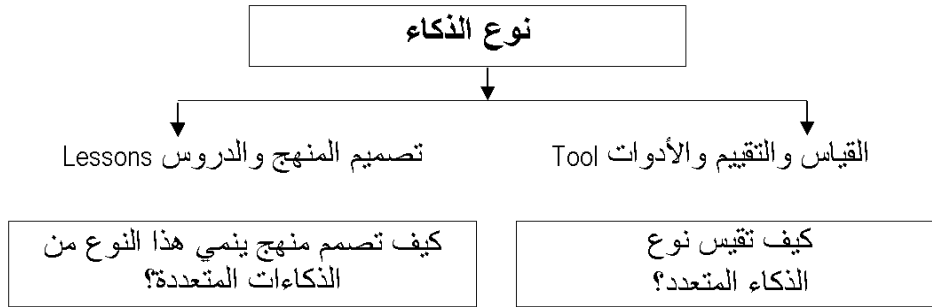 نوع الذكاء
القياس والتقييم والأدوات Tool
تصميم المنهج والدروس Lessons
كيف تقيس نوع
الذكاء المتعدد؟
كيف تصمم منهج ينمي هذا النوع من
الذكاءات المتعددة؟